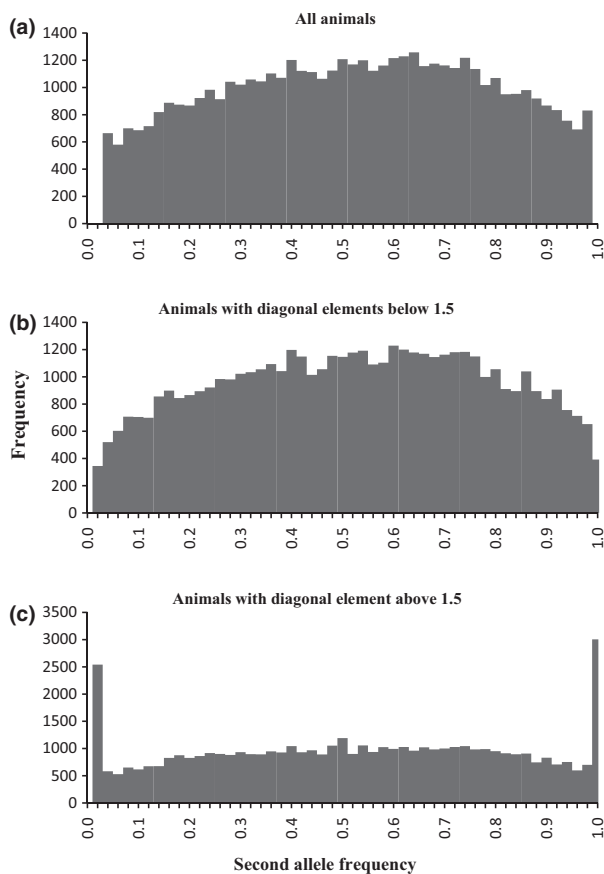 (a)
All animals
1400
1200
1000
800
600
400
200
0
0.0 0.1 0.2 0.3 0.4 0.5 0.6 0.7 0.8 0.9 1.0
(b)
Animals with diagonal elements below 1.5
Frequency
1400
1200
1000
800
600
400
200
0
0.0 0.1 0.2 0.3 0.4 0.5 0.6 0.7 0.8 0.9 1.0
(c)
Animals with diagonal element above 1.5
3500
3000
2500
2000
1500
1000
500
0
0.0 0.1 0.2 0.3 0.4 0.5 0.6 0.7 0.8 0.9 1.0
Second allele frequency